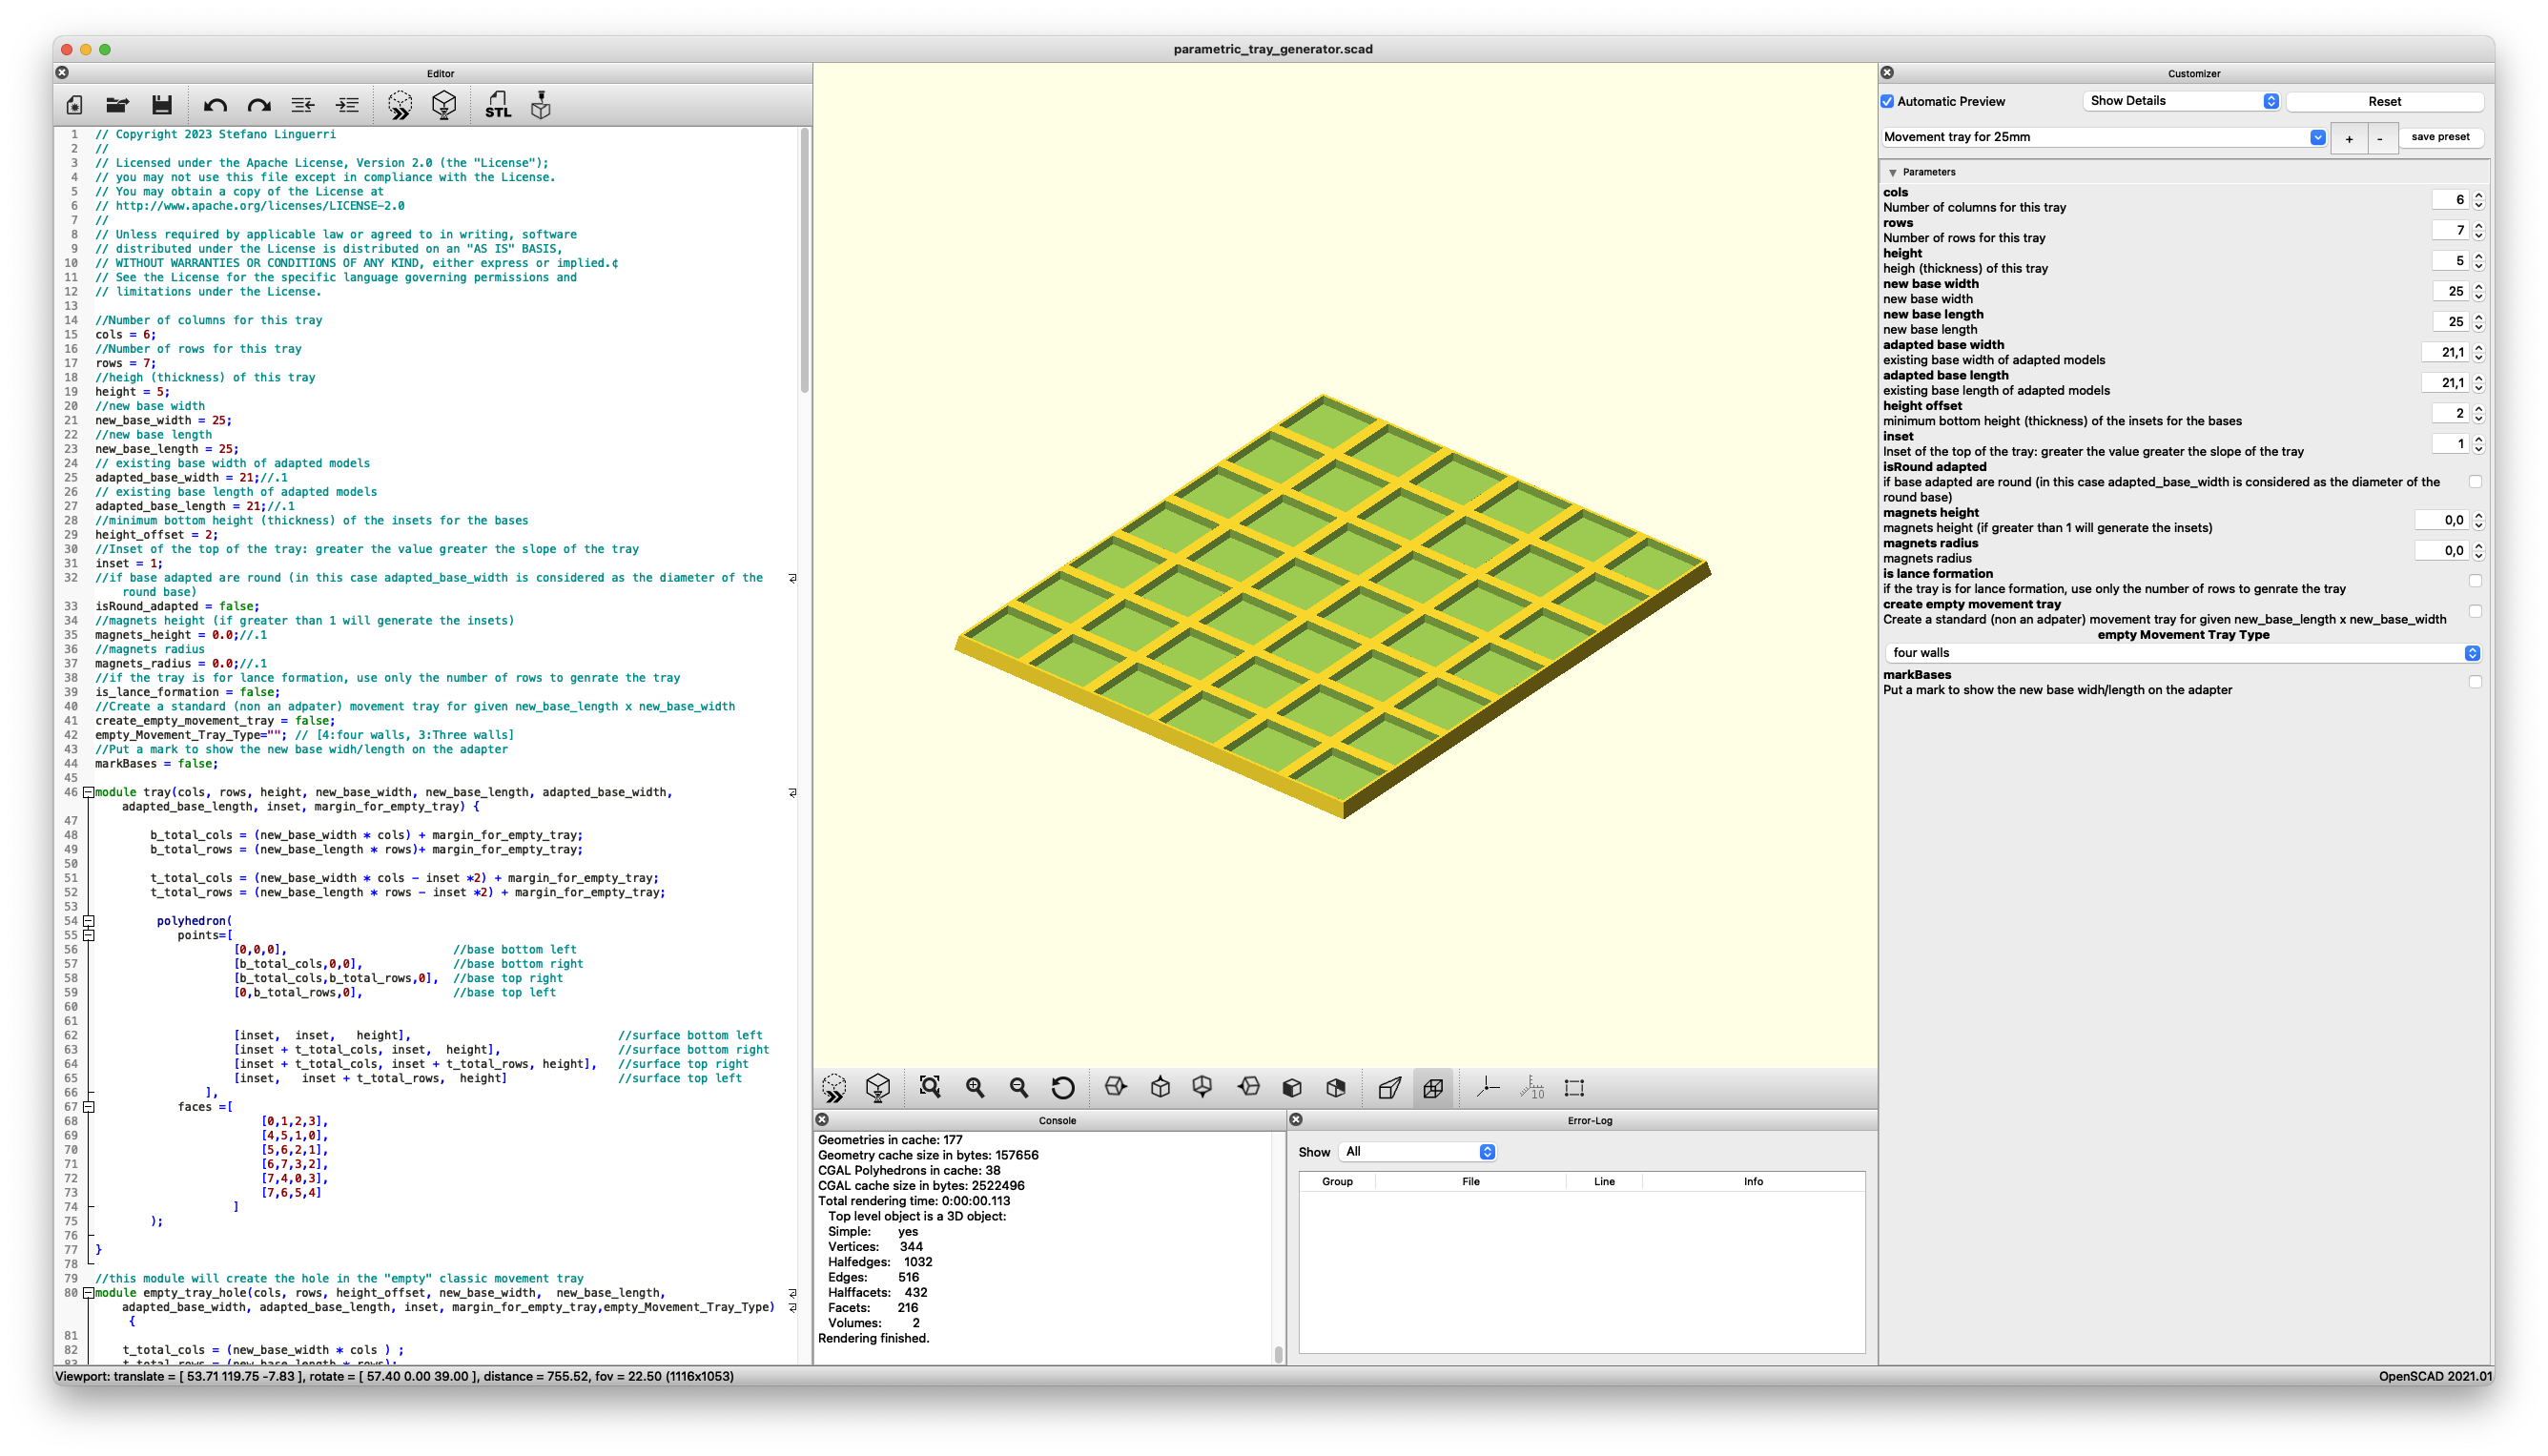 parametric_tray_generator.scad
Editor
STL
1 // Copyright 2023 Stefano Linguerri
2 //
3 // Licensed under the Apache License, Version 2.0 (the "License");
4 // you may not use this file except in compliance with the License.
5 // You may obtain a copy of the License at
6 // http://www.apache.org/licenses/LICENSE-2.0
7 //
8 // Unless required by applicable law or agreed to in writing, software
9 // distributed under the License is distributed on an "AS IS" BASIS,
10 // WITHOUT WARRANTIES OR CONDITIONS OF ANY KIND, either express or implied.¢
11 // See the License for the specific language governing permissions and
12 // limitations under the License.
13
14 //Number of columns for this tray
15 cols = 6;
16 //Number of rows for this tray
17 rows = 7;
18 //heigh (thickness) of this tray
19 height = 5;
20 //new base width
21 new_base_width = 25;
22 //new base length
23 new_base_length = 25;
24 // existing base width of adapted models
25 adapted_base_width = 21;//.1
26 // existing base length of adapted models
27 adapted_base_length = 21;//.1
28 //minimum bottom height (thickness) of the insets for the bases
29 height_offset = 2;
30 //Inset of the top of the tray: greater the value greater the slope of the tray
31 inset = 1;
32 //if base adapted are round (in this case adapted_base_width is considered as the diameter of the
round base)
33 isRound_adapted = false;
34 //magnets height (if greater than 1 will generate the insets)
35 magnets_height = 0.0;//.1
36 //magnets radius
37 magnets_radius = 0.0;//.1
38 //if the tray is for lance formation, use only the number of rows to genrate the tray
39 is_lance_formation = false;
40 //Create a standard (non an adpater) movement tray for given new_base_length x new_base_width
41 create_empty_movement_tray = false;
42 empty_Movement_Tray_Type=""; // [4:four walls, 3:Three walls]
43 //Put a mark to show the new base widh/length on the adapter
44 markBases = false;
45
46 module tray(cols, rows, height, new_base_width, new_base_length, adapted_base_width,
adapted_base_length, inset, margin_for_empty_tray) {
47
48 b_total_cols = (new_base_width * cols) + margin_for_empty_tray;
49 b_total_rows = (new_base_length * rows)+ margin_for_empty_tray;
50
51 t_total_cols = (new_base_width * cols - inset *2) + margin_for_empty_tray;
52 t_total_rows = (new_base_length * rows - inset *2) + margin_for_empty_tray;
53
54 polyhedron(
55 points=[
56 [0,0,0], //base bottom left
57 [b_total_cols,0,0], //base bottom right
58 [b_total_cols,b_total_rows,0], //base top right
59 [0,b_total_rows,0], //base top left
60
61
62 [inset, inset, height], //surface bottom left
63 [inset + t_total_cols, inset, height], //surface bottom right
64 [inset + t_total_cols, inset + t_total_rows, height], //surface top right
65 [inset, inset + t_total_rows, height] //surface top left
66 ],
67 faces =[
68 [0,1,2,3],
69 [4,5,1,0],
70 [5,6,2,1],
71 [6,7,3,2],
72 [7,4,0,3],
73 [7,6,5,4]
74 ]
75 );
76
77 }
78
79 //this module will create the hole in the "empty" classic movement tray
80 module empty_tray_hole(cols, rows, height_offset, new_base_width, new_base_length,
adapted_base_width, adapted_base_length, inset, margin_for_empty_tray,empty_Movement_Tray_Type)
{
81
82 t_total_cols = (new_base_width * cols ) ;
83 t_total_rows = (new_base_length * rows);
10
Console
Geometries in cache: 177
Geometry cache size in bytes: 157656
CGAL Polyhedrons in cache: 38
CGAL cache size in bytes: 2522496
Total rendering time: 0:00:00.113
Top level object is a 3D object:
Simple: yes
Vertices: 344
Halfedges: 1032
Edges: 516
Halffacets: 432
Facets: 216
Volumes: 2
Rendering finished.
Error-Log
Show All
Group File Line Info
Customizer
Automatic Preview Show Details Reset
Movement tray for 25mm + - save preset
Parameters
cols 6
Number of columns for this tray
rows 7
Number of rows for this tray
height 5
heigh (thickness) of this tray
new base width 25
new base width
new base length 25
new base length
adapted base width 21,1
existing base width of adapted models
adapted base length 21,1
existing base length of adapted models
height offset 2
minimum bottom height (thickness) of the insets for the bases
inset 1
Inset of the top of the tray: greater the value greater the slope of the tray
isRound adapted
if base adapted are round (in this case adapted_base_width is considered as the diameter of the
round base)
magnets height 0,0
magnets height (if greater than 1 will generate the insets)
magnets radius 0,0
magnets radius
is lance formation
if the tray is for lance formation, use only the number of rows to genrate the tray
create empty movement tray
Create a standard (non an adpater) movement tray for given new_base_length x new_base_width
empty Movement Tray Type
four walls
markBases
Put a mark to show the new base widh/length on the adapter
Viewport: translate = [ 53.71 119.75 -7.83 ], rotate = [ 57.40 0.00 39.00 ], distance = 755.52, fov = 22.50 (1116x1053)
OpenSCAD 2021.01